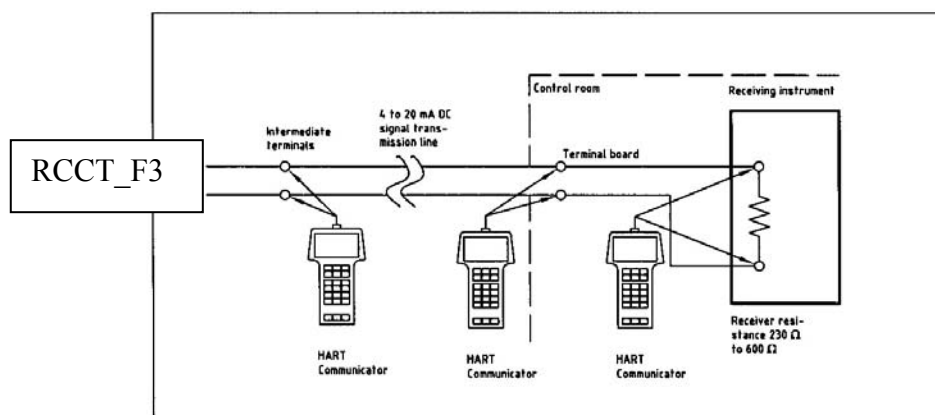 RCCT_F3
Intermediate
terminals
4 to 20 mA DC
signal trans-
mission line
Control room
Terminal board
Receiving instrument
HART
Communicator
HART
Communicator
HART
Communicator
Receiver resi-
stance 230 Ω
to 600 Ω